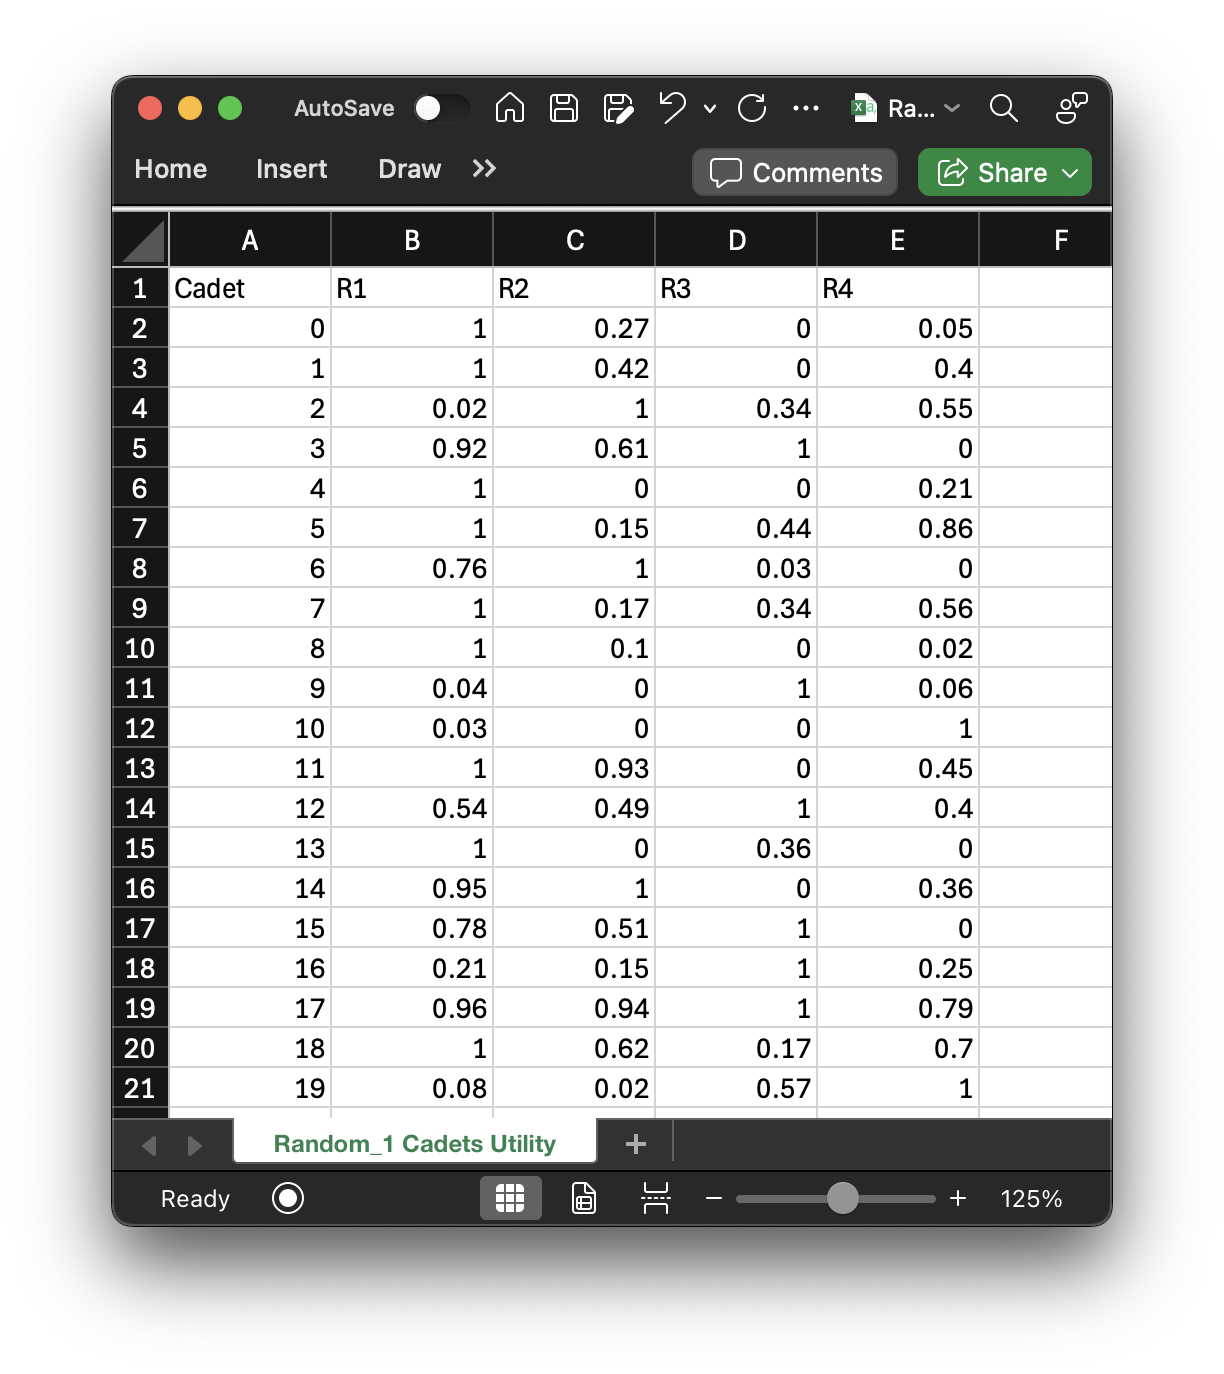 AutoSave Ra...
Home Insert Draw Comments Share
A B C D E F
1 Cadet R1 R2 R3 R4
2 0 1 0.27 0 0.05
3 1 1 0.42 0 0.4
4 2 0.02 1 0.34 0.55
5 3 0.92 0.61 1 0
6 4 1 0 0 0.21
7 5 1 0.15 0.44 0.86
8 6 0.76 1 0.03 0
9 7 1 0.17 0.34 0.56
10 8 1 0.1 0 0.02
11 9 0.04 0 1 0.06
12 10 0.03 0 0 1
13 11 1 0.93 0 0.45
14 12 0.54 0.49 1 0.4
15 13 1 0 0.36 0
16 14 0.95 1 0 0.36
17 15 0.78 0.51 1 0
18 16 0.21 0.15 1 0.25
19 17 0.96 0.94 1 0.79
20 18 1 0.62 0.17 0.7
21 19 0.08 0.02 0.57 1
Random_1 Cadets Utility +
Ready 125%